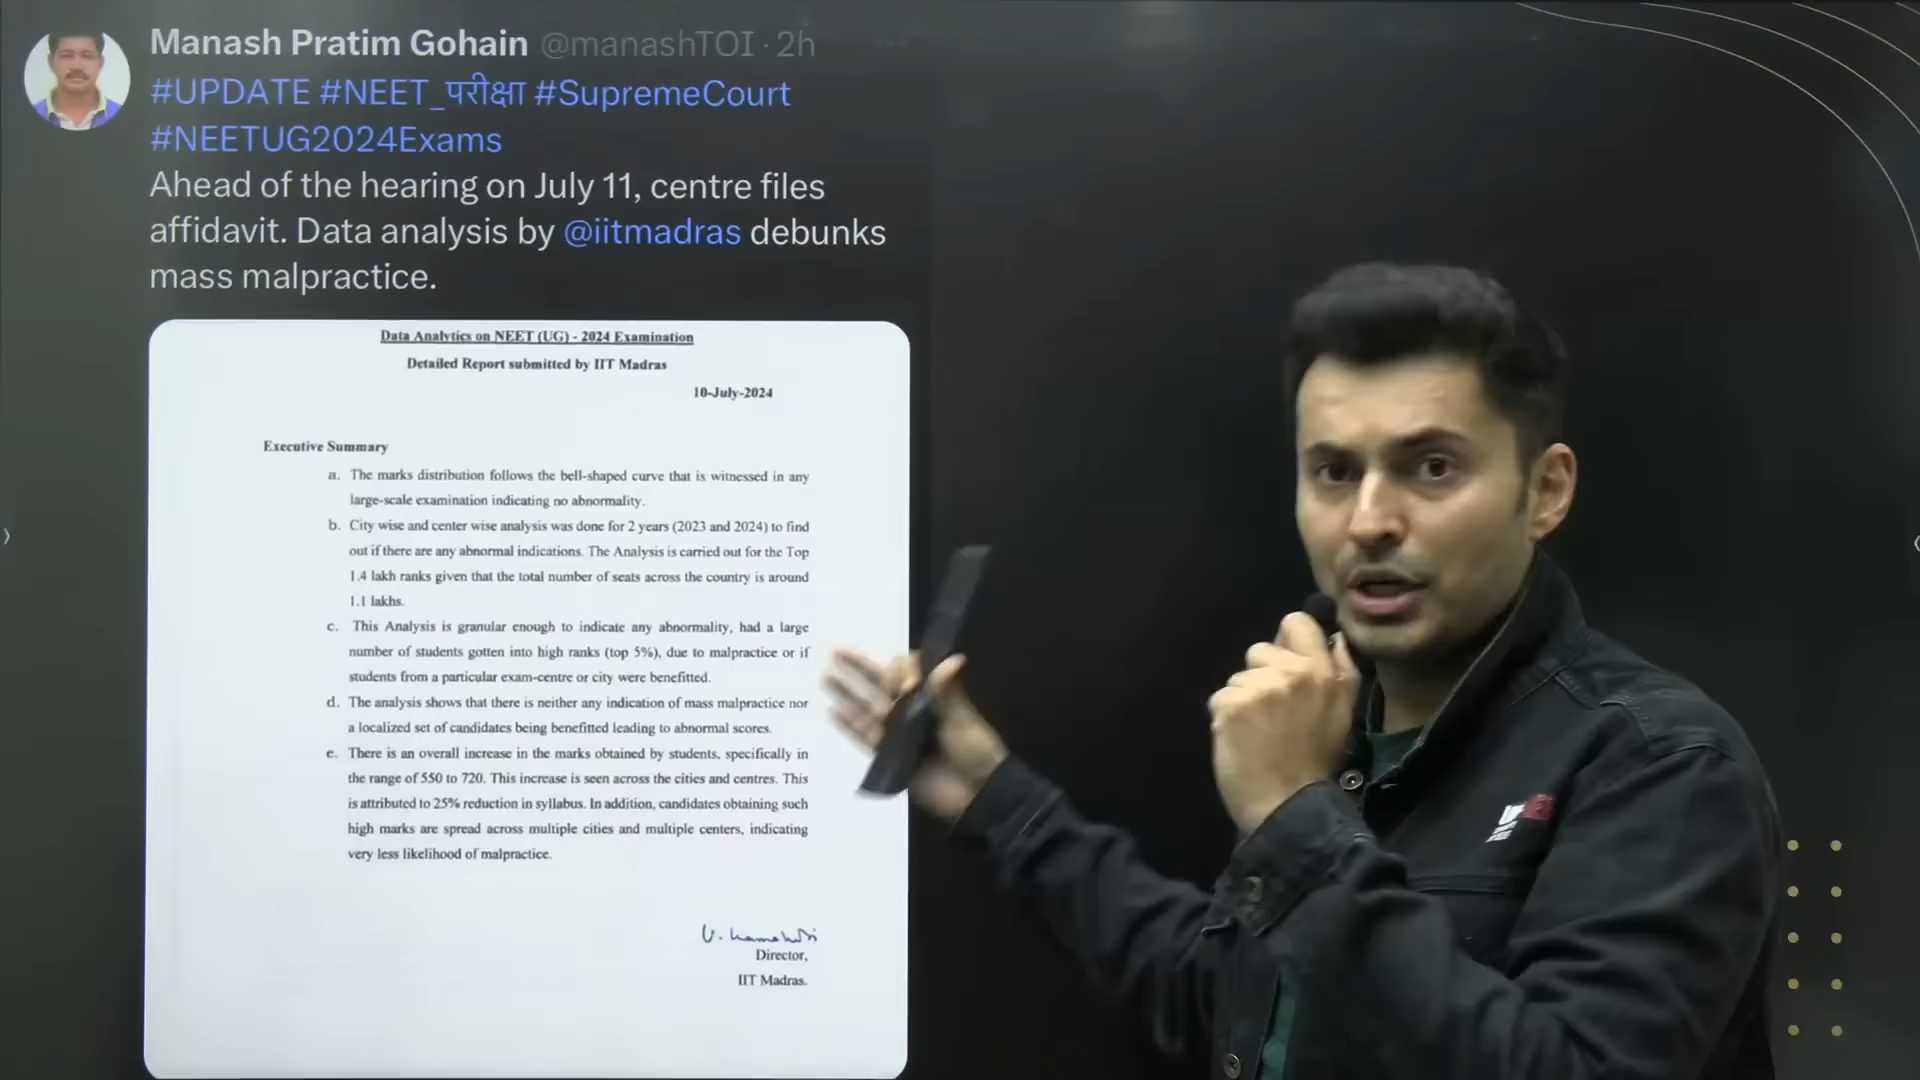 Manash Pratim Gohain @manashTOI · 2h
#UPDATE #NEET_परीक्षा #SupremeCourt
#NEETUG2024Exams
Ahead of the hearing on July 11, centre files
affidavit. Data analysis by @iitmadras debunks
mass malpractice.
Data Analytics on NEET (UG) - 2024 Examination
Detailed Report submitted by IIT Madras
10-July-2024
Executive Summary
a. The marks distribution follows the bell-shaped curve that is witnessed in any
large-scale examination indicating no abnormality.
b. City wise and center wise analysis was done for 2 years (2023 and 2024) to find
out if there are any abnormal indications. The Analysis is carried out for the Top
1.4 lakh ranks given that the total number of seats across the country is around
1.1 lakhs.
c. This Analysis is granular enough to indicate any abnormality, had a large
number of students gotten into high ranks (top 5%), due to malpractice or if
students from a particular exam-centre or city were benefitted.
d. The analysis shows that there is neither any indication of mass malpractice nor
a localized set of candidates being benefitted leading to abnormal scores.
e. There is an overall increase in the marks obtained by students, specifically in
the range of 550 to 720. This increase is seen across the cities and centres. This
is attributed to 25% reduction in syllabus. In addition, candidates obtaining such
high marks are spread across multiple cities and multiple centers, indicating
very less likelihood of malpractice.
Director,
IIT Madras.